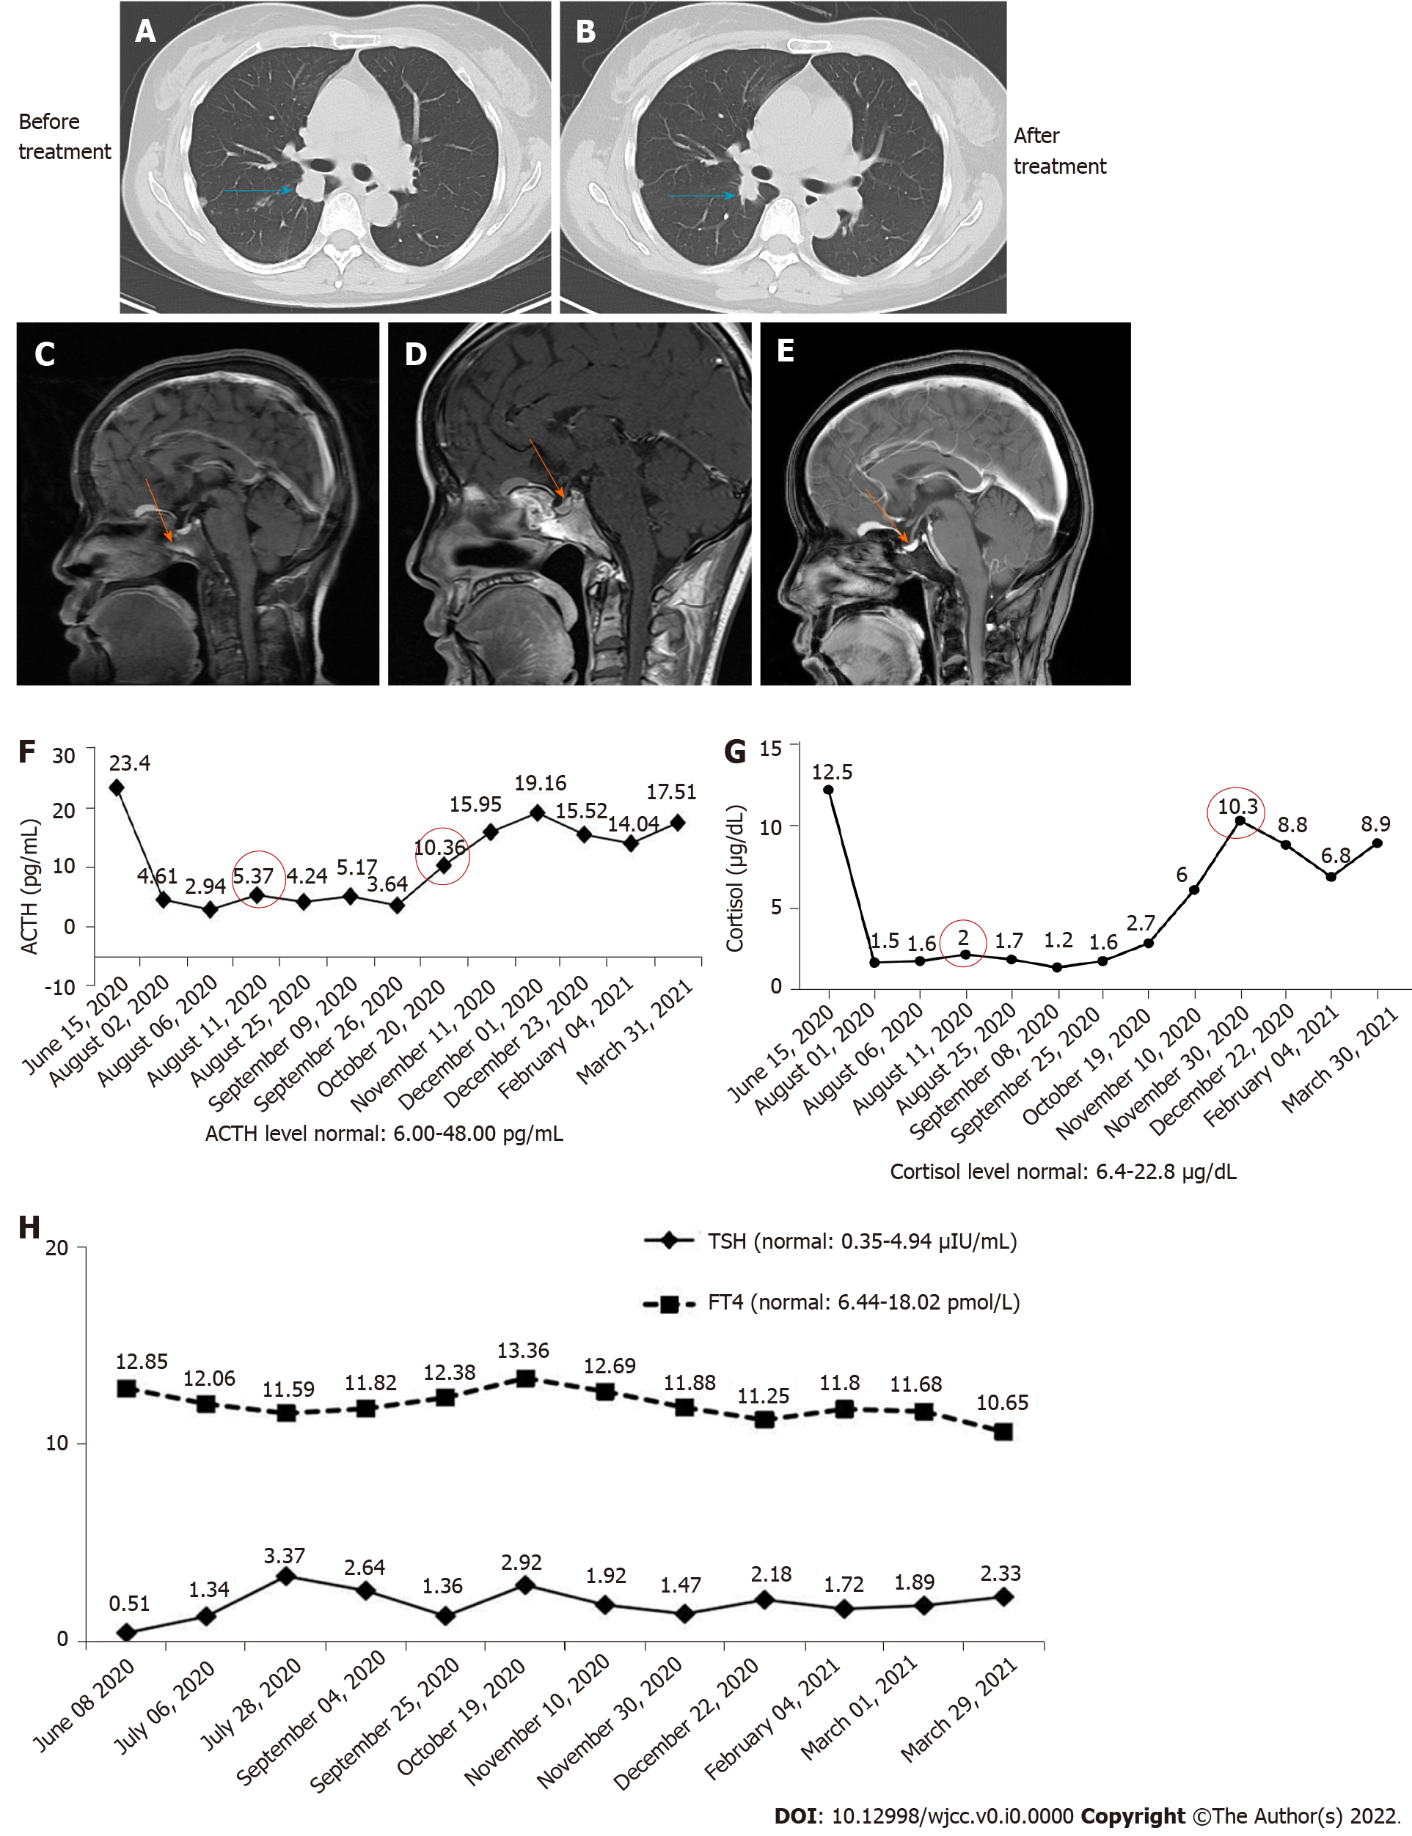 A
B
Before
treatment
After
treatment
C
D
E
F
30
20
10
0
-10
ACTH (pg/mL)
23.4
4.61
2.94
5.37
4.24
5.17
3.64
10.36
15.95
19.16
15.52
14.04
17.51
June 15, 2020
August 02, 2020
August 06, 2020
August 11, 2020
August 25, 2020
September 09, 2020
September 26, 2020
October 20, 2020
November 11, 2020
December 01, 2020
December 23, 2020
February 04, 2021
March 31, 2021
ACTH level normal: 6.00-48.00 pg/mL
G
15
10
5
0
Cortisol (µg/dL)
12.5
1.5
1.6
2
1.7
1.2
1.6
2.7
6
10.3
8.8
6.8
8.9
June 15, 2020
August 01, 2020
August 06, 2020
August 11, 2020
August 25, 2020
September 08, 2020
September 25, 2020
October 19, 2020
November 10, 2020
November 30, 2020
December 22, 2020
February 04, 2021
March 30, 2021
Cortisol level normal: 6.4-22.8 µg/dL
H
20
10
0
TSH (normal: 0.35-4.94 µIU/mL)
FT4 (normal: 6.44-18.02 pmol/L)
12.85
12.06
11.59
11.82
12.38
13.36
12.69
11.88
11.25
11.8
11.68
10.65
0.51
1.34
3.37
2.64
1.36
2.92
1.92
1.47
2.18
1.72
1.89
2.33
June 08 2020
July 06, 2020
July 28, 2020
September 04, 2020
September 25, 2020
October 19, 2020
November 10, 2020
November 30, 2020
December 22, 2020
February 04, 2021
March 01, 2021
March 29, 2021
DOI: 10.12998/wjcc.v0.i0.0000 Copyright ©The Author(s) 2022.